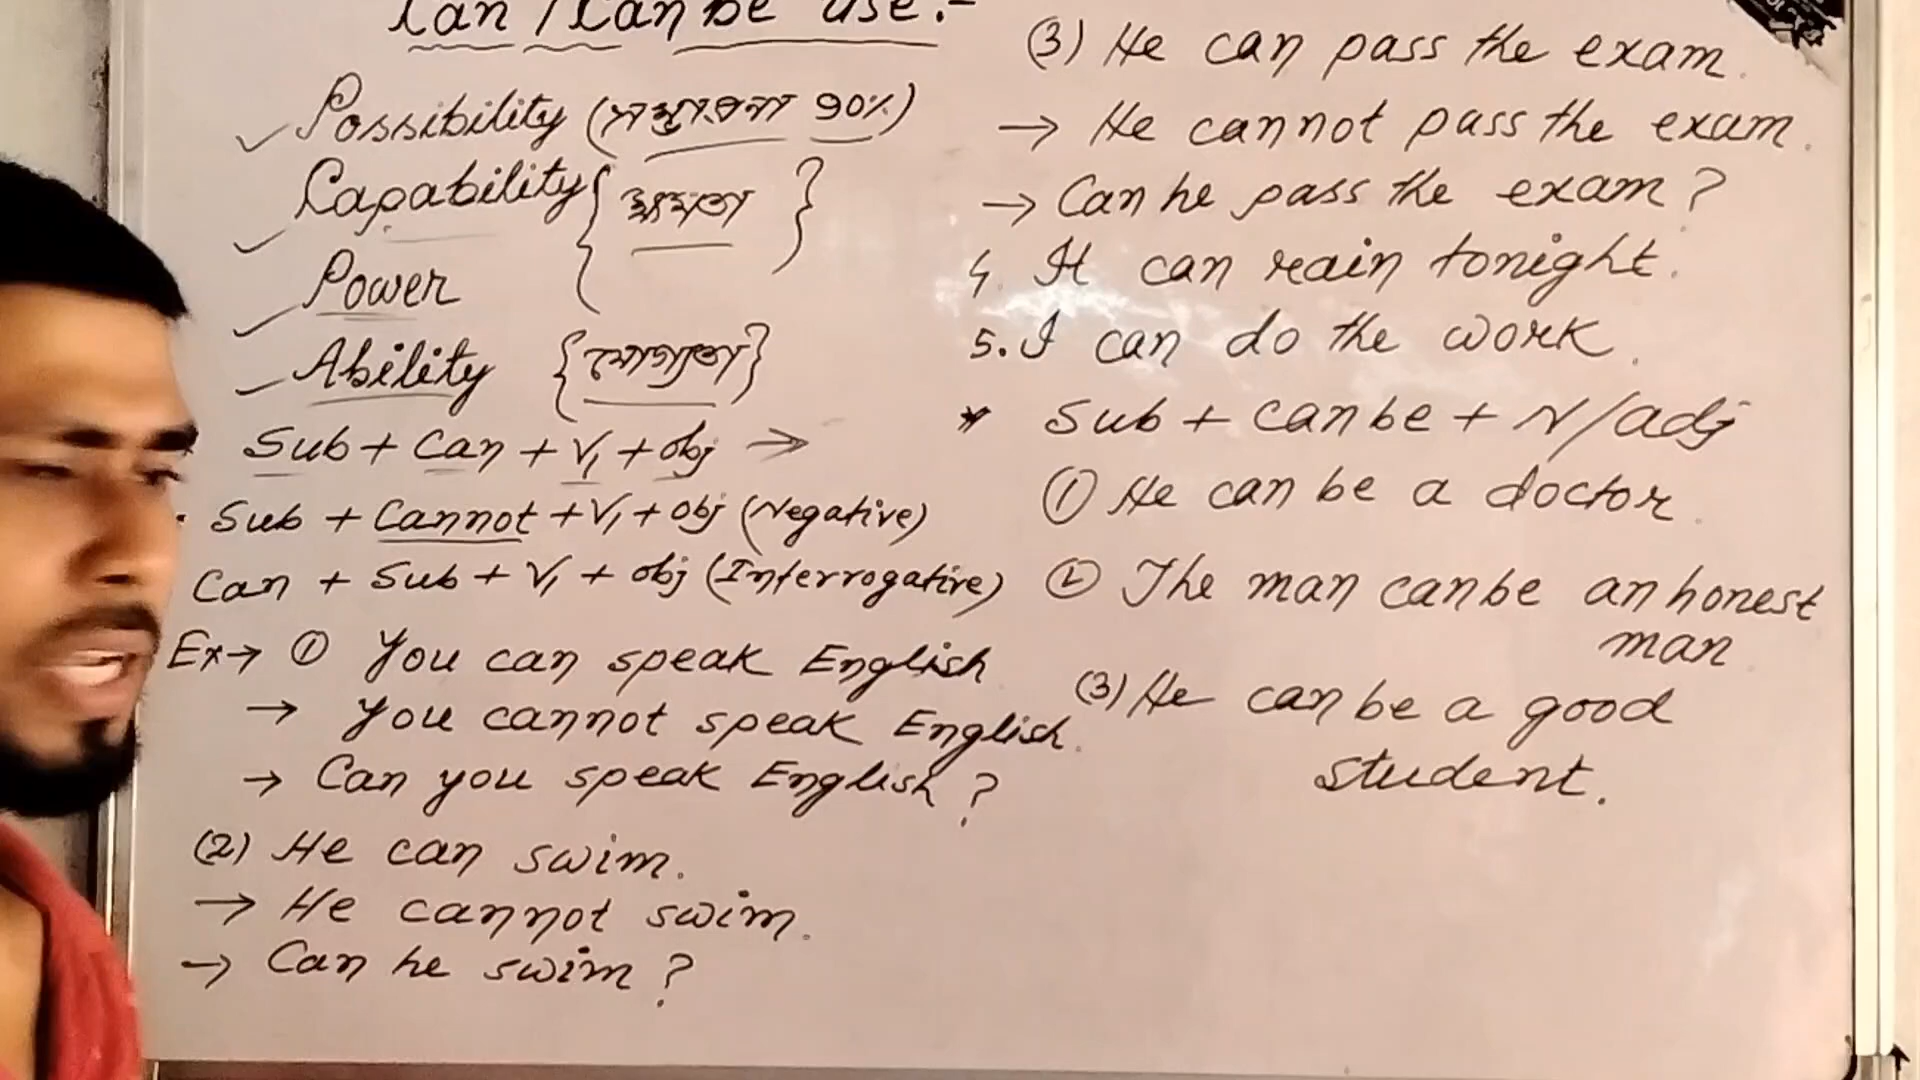 Can / Can be use:-
Possibility (সম্ভাবনা 90%)
Capability { ক্ষমতা }
Power
Ability {যোগ্যতা}
Sub + Can + V1 + obj →
Sub + Cannot + V1 + obj (Negative)
Can + Sub + V1 + obj (Interrogative)
Ex → ① You can speak English
→ You cannot speak English.
→ Can you speak English ?
(2) He can swim.
→ He cannot swim.
→ Can he swim ?
(3) He can pass the exam.
→ He cannot pass the exam.
→ Can he pass the exam ?
4. It can rain tonight.
5. I can do the work.
* Sub + can be + N/adj
① He can be a doctor.
② The man can be an honest
man
(3) He can be a good
student.